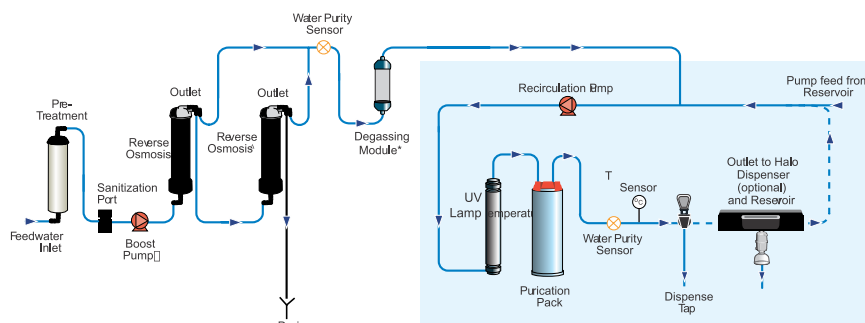 Water Purity
Sensor
Outlet
Outlet
Pre-
Treatment
Reverse
Osmosis
Reverse
Osmosis
Degassing
Module*
Sanitization
Port
Feedwater
Inlet
Boost
Pump
Recirculation
Pump feed from
Reservoir
Outlet to Halo
Dispenser
(optional)
and Reservoir
T
Sensor
°C
UV
Lamp
Water Purity
Sensor
Purication
Pack
Dispense
Tap